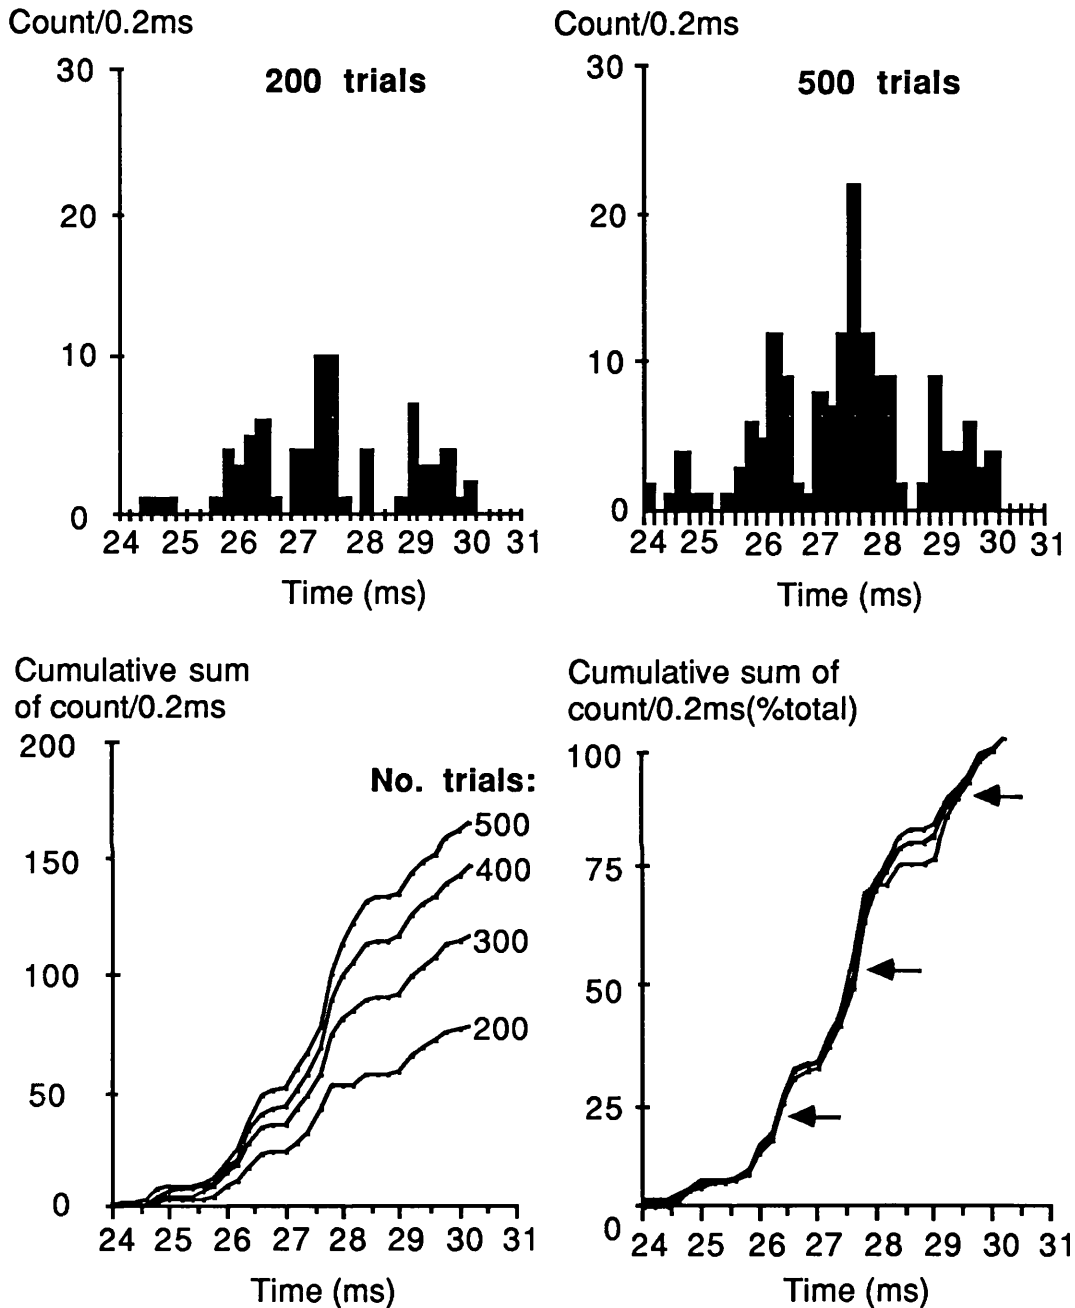 Count/0.2ms
200 trials
30
20
10
0
24 25 26 27 28 29 30 31
Time (ms)
Count/0.2ms
500 trials
30
20
10
0
24 25 26 27 28 29 30 31
Time (ms)
Cumulative sum
of count/0.2ms
200
150
100
50
0
No. trials:
500
400
300
200
24 25 26 27 28 29 30 31
Time (ms)
Cumulative sum of
count/0.2ms(%total)
100
75
50
25
0
24 25 26 27 28 29 30 31
Time (ms)